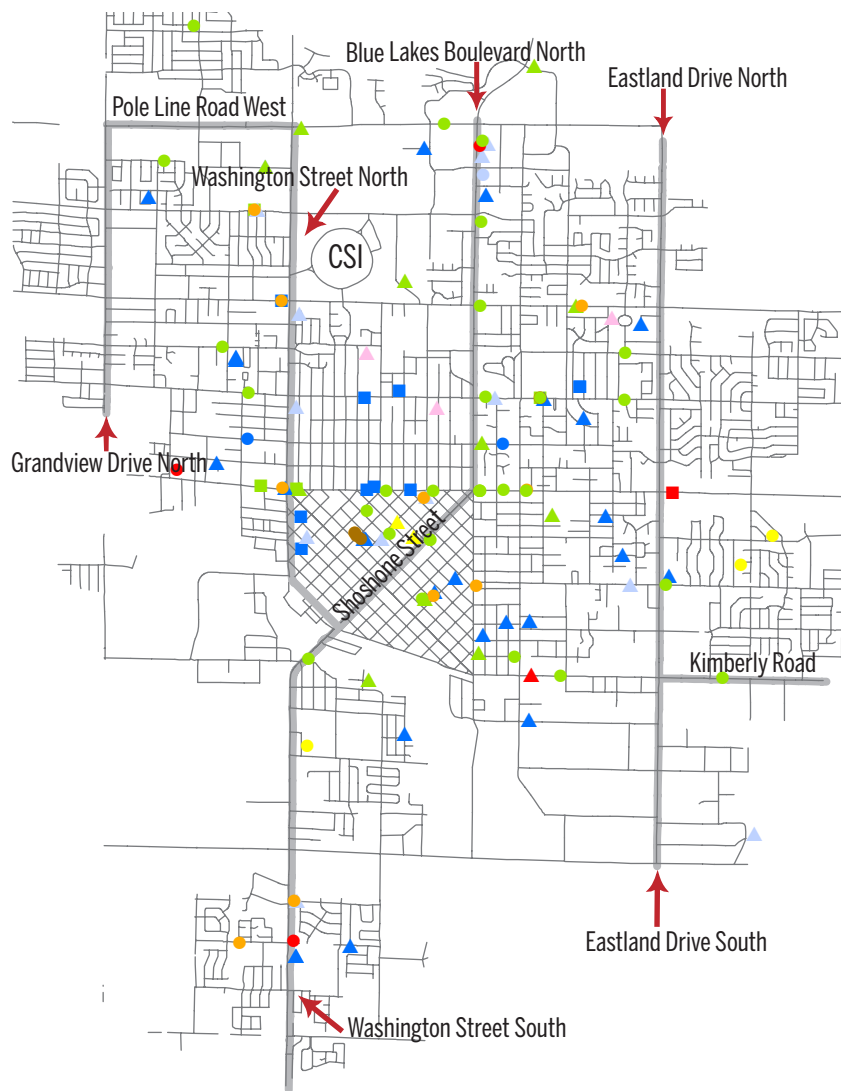 Blue Lakes Boulevard North
Eastland Drive North
Pole Line Road West
Washington Street North
CSI
Grandview Drive North
Shoshone Street
Kimberly Road
Eastland Drive South
Washington Street South